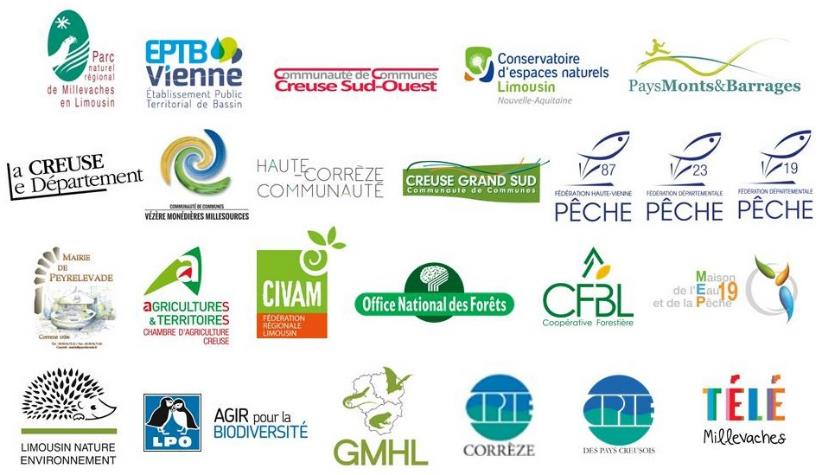 Parc
naturel
régional
de Millevaches
en Limousin
EPTB
Vienne
Établissement Public
Territorial de Bassin
Communauté de Communes
Creuse Sud-Ouest
Conservatoire
d'espaces naturels
Limousin
Nouvelle-Aquitaine
PaysMonts&Barrages
La CREUSE
Le Département
COMMUNAUTÉ DE COMMUNES
VÉZÈRE MONÉDIÈRES MILLESOURCES
HAUTE
CORRÈZE
COMMUNAUTÉ
CREUSE GRAND SUD
Communauté de Communes
87
FÉDÉRATION HAUTE-VIENNE
PÊCHE
23
FÉDÉRATION DÉPARTEMENTALE
PÊCHE
19
FÉDÉRATION DÉPARTEMENTALE
PÊCHE
MAIRIE
DE
PEYRELEVADE
AGRICULTURES
& TERRITOIRES
CHAMBRE D'AGRICULTURE
CREUSE
CIVAM
FÉDÉRATION
RÉGIONALE
LIMOUSIN
Office National des Forêts
CFBL
Coopérative Forestière
Maison
de l'Eau 19
et de la Pêche
MEP
LIMOUSIN NATURE
ENVIRONNEMENT
LPO
AGIR pour la
BIODIVERSITÉ
GMHL
CPIE
CORRÈZE
CPIE
DES PAYS CREUSOIS
TÉLÉ
Millevaches